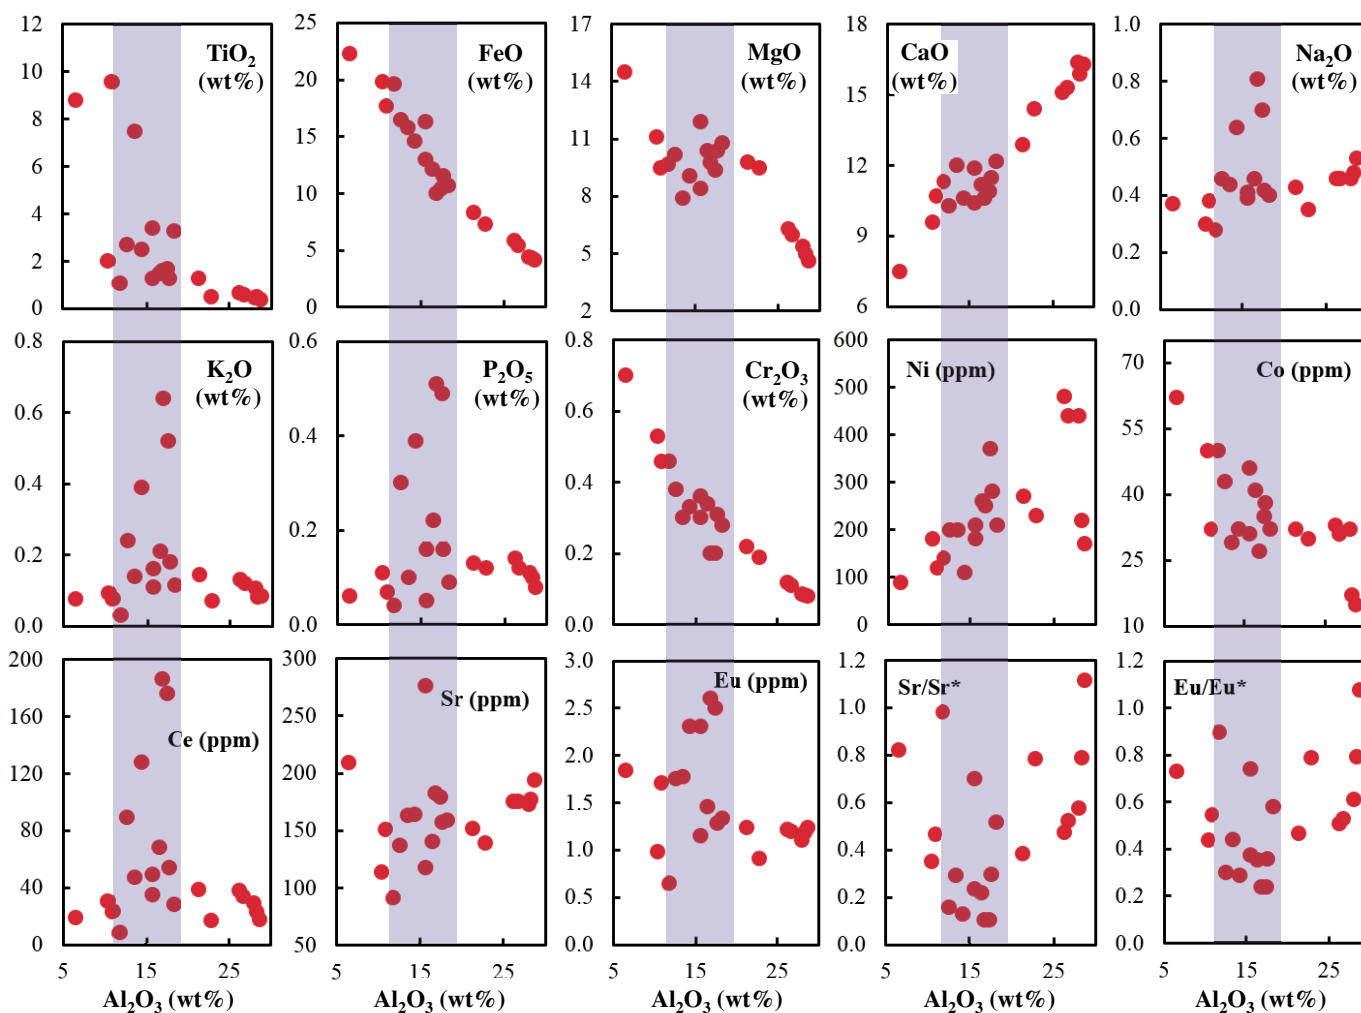 12
10
8
6
4
2
0
TiO₂
(wt%)
25
20
15
10
5
0
FeO
(wt%)
17
14
11
8
5
2
MgO
(wt%)
18
15
12
9
6
CaO
(wt%)
1.0
0.8
0.6
0.4
0.2
0.0
Na₂O
(wt%)
0.8
0.6
0.4
0.2
0.0
K₂O
(wt%)
0.6
0.4
0.2
0.0
P₂O₅
(wt%)
0.8
0.6
0.4
0.2
0.0
Cr₂O₃
(wt%)
600
500
400
300
200
100
0
Ni (ppm)
70
55
40
25
10
Co (ppm)
200
160
120
80
40
0
Ce (ppm)
5 15 25
Al₂O₃ (wt%)
300
250
200
150
100
50
Sr (ppm)
5 15 25
Al₂O₃ (wt%)
3.0
2.5
2.0
1.5
1.0
0.5
0.0
Eu (ppm)
5 15 25
Al₂O₃ (wt%)
1.2
1.0
0.8
0.6
0.4
0.2
0.0
Sr/Sr*
5 15 25
Al₂O₃ (wt%)
1.2
1.0
0.8
0.6
0.4
0.2
0.0
Eu/Eu*
5 15 25
Al₂O₃ (wt%)